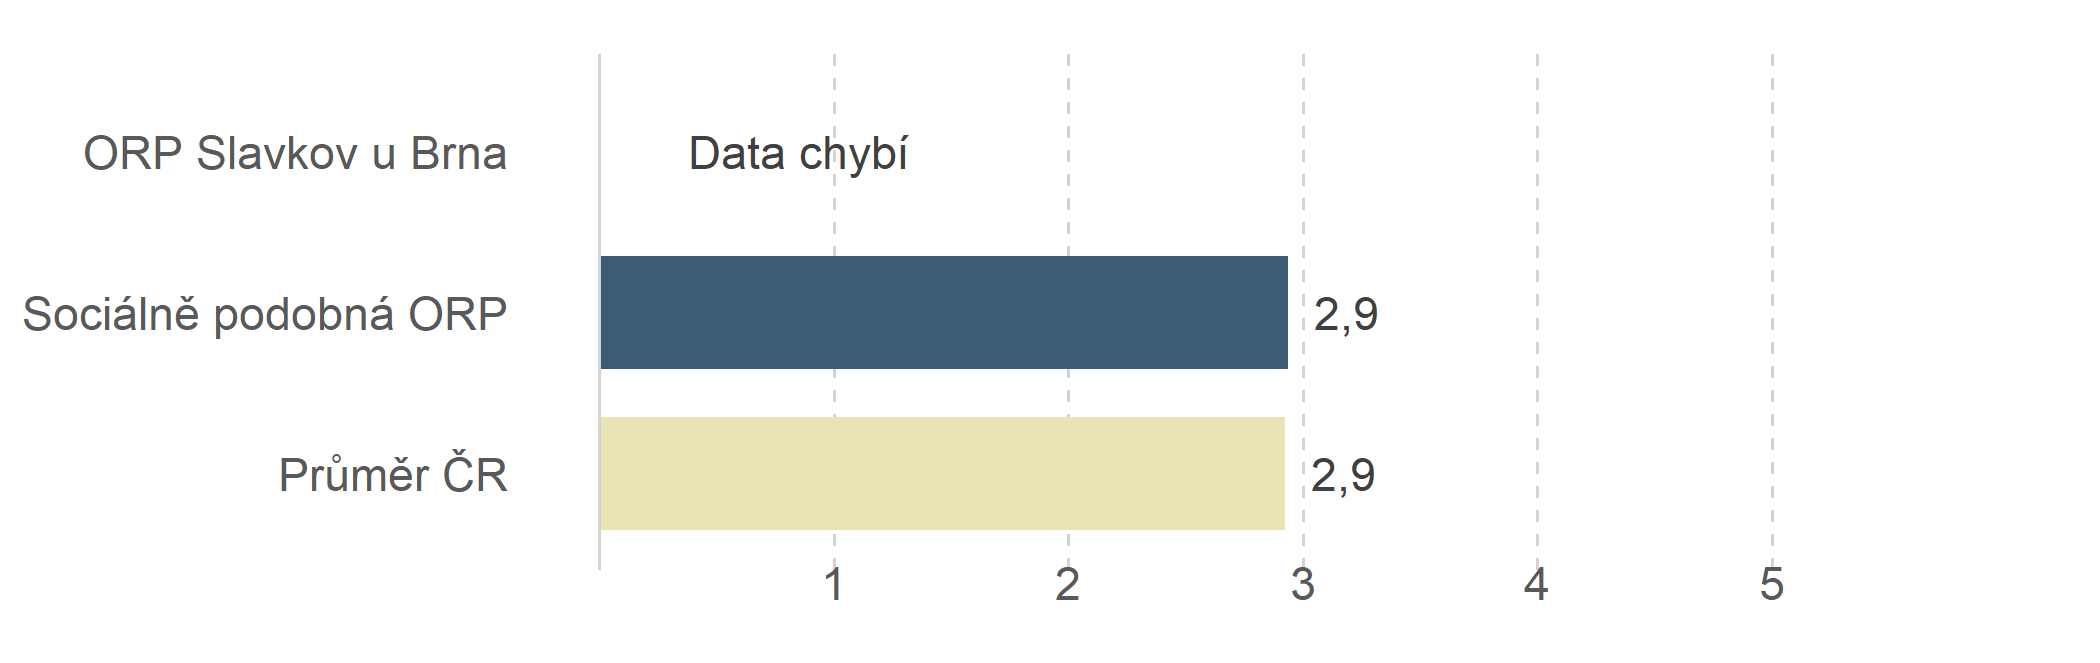 ORP Slavkov u Brna
Data chybí
Sociálně podobná ORP
2,9
Průměr ČR
2,9
1 2 3 4 5